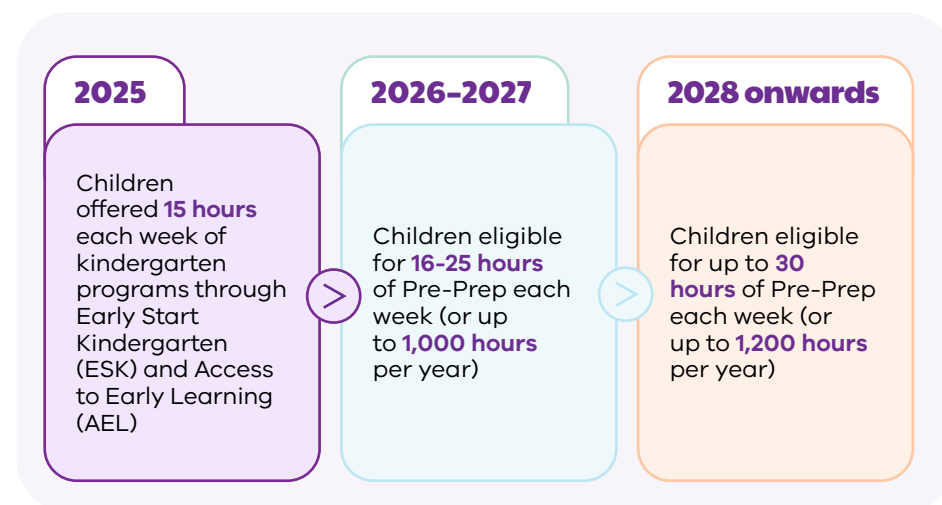 2025
Children
offered 15 hours
each week of
kindergarten
programs through
Early Start
Kindergarten
(ESK) and Access
to Early Learning
(AEL)
>
2026–2027
Children eligible
for 16-25 hours
of Pre-Prep each
week (or up
to 1,000 hours
per year)
>
2028 onwards
Children eligible
for up to 30
hours of Pre-Prep
each week (or
up to 1,200 hours
per year)